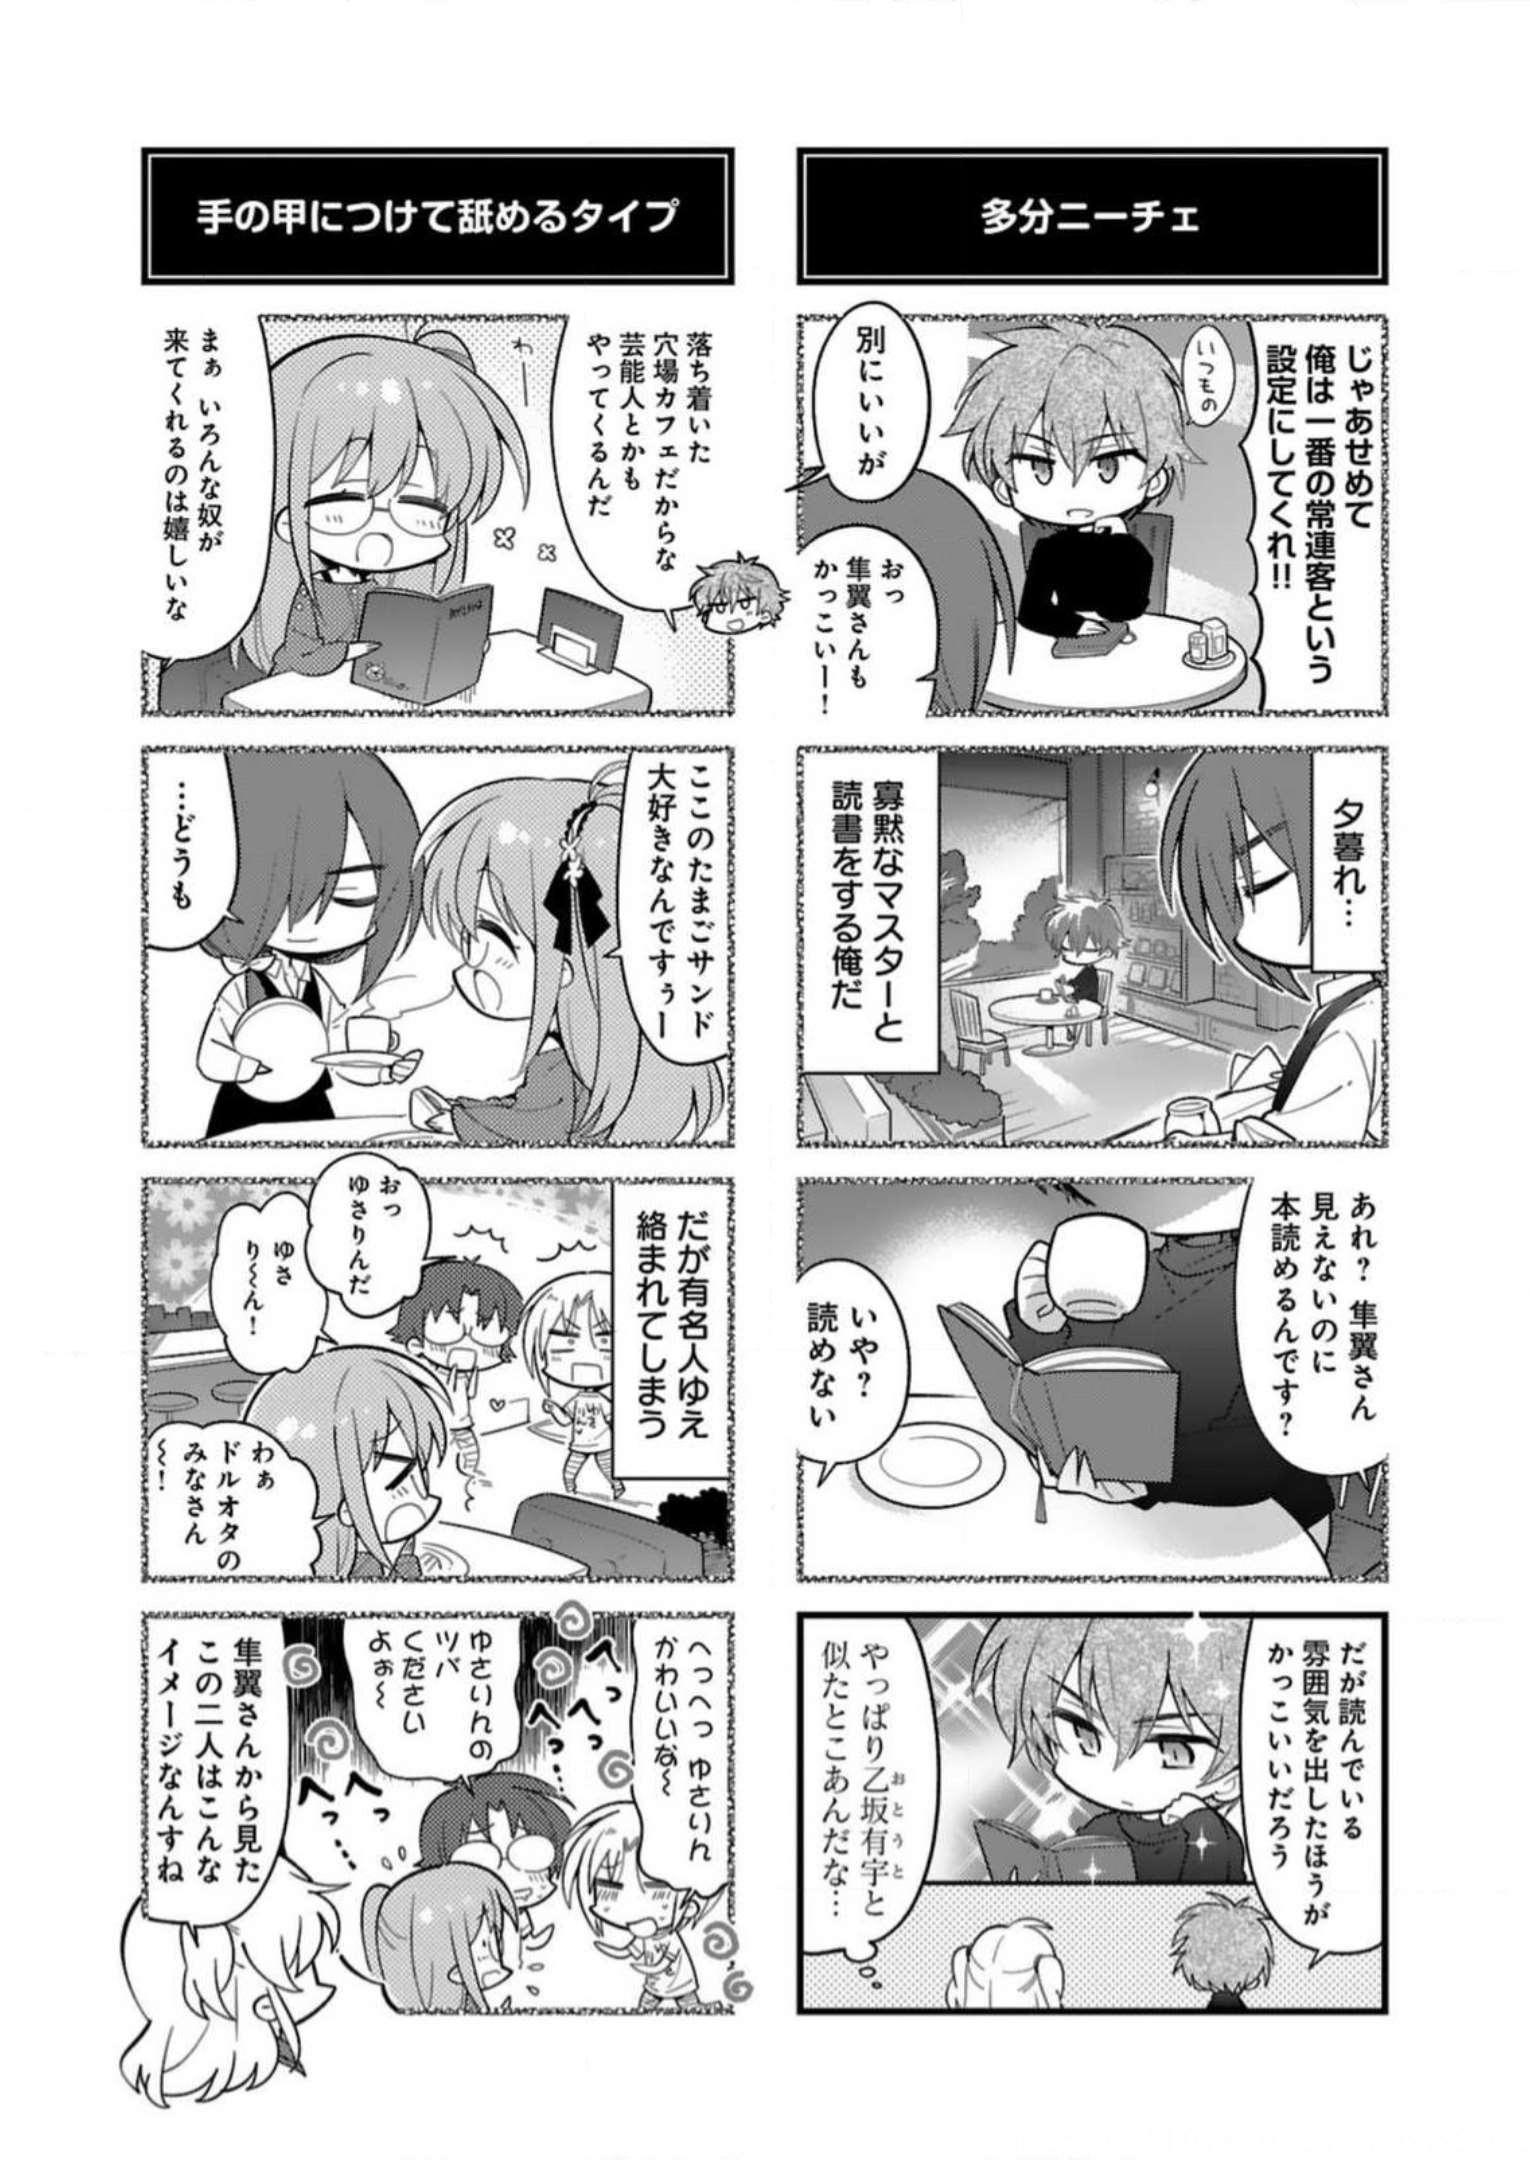 多分ニーチェ
じゃあせめて
俺は一番の常連客という
設定にしてくれ!!
いつもの
別にいいが
おっ
隼翼さんも
かっこいー!
夕暮れ…
寡黙なマスターと
読書をする俺だ
あれ? 隼翼さん
見えないのに
本読めるんです?
いや?
読めない
だが読んでいる
雰囲気を出したほうが
かっこいいだろう
やっぱり乙坂有宇と
おとうと
似たとこあんだな…
手の甲につけて舐めるタイプ
落ち着いた
穴場カフェだからな
芸能人とかも
やってくるんだ
わー
まぁ いろんな奴が
来てくれるのは嬉しいな
ここのたまごサンド
大好きなんですぅー
…どうも
だが有名人ゆえ
絡まれてしまう
おっ
ゆさりんだ
ゆさ
り〜ん!
わぁ
ドルオタの
みなさん
〜!
へっへっ ゆさいん
かわいいな〜
へっ
へっ
へっ…
ゆさいんの
ツバ
ください
よぉ〜
へっ
へっ
…
隼翼さんから見た
この二人はこんな
イメージなんすね